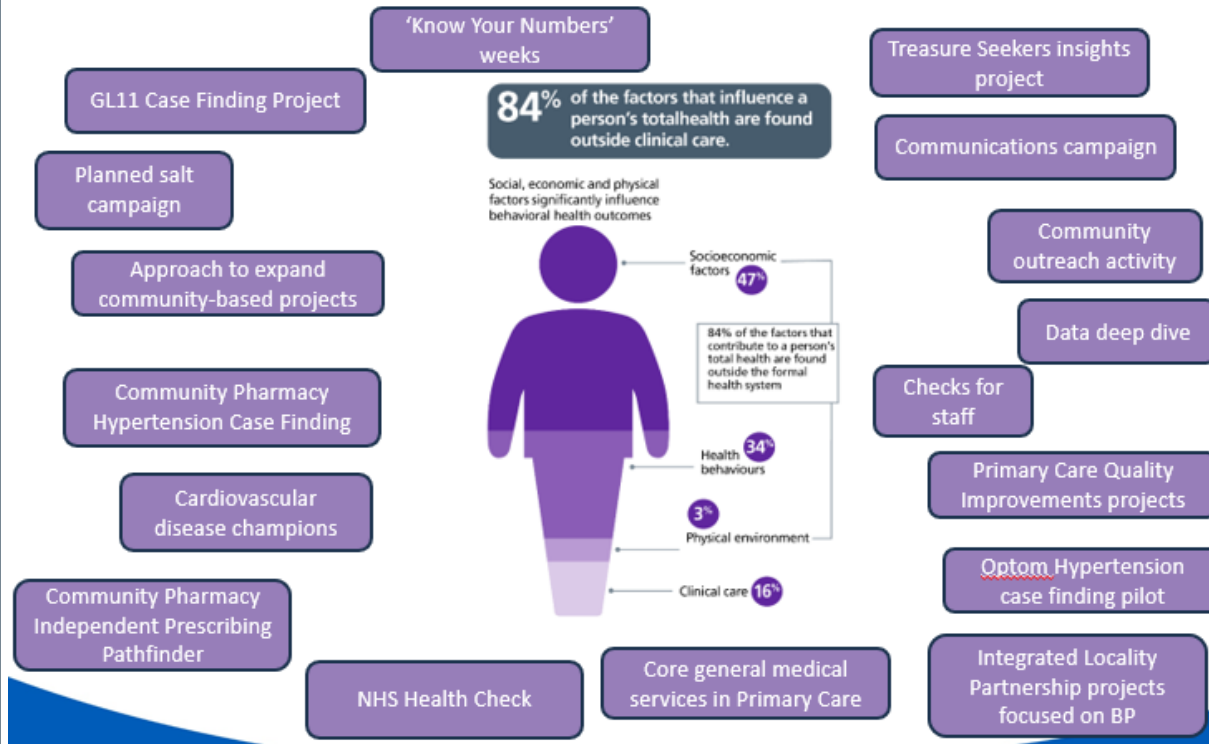 'Know Your Numbers'
weeks
GL11 Case Finding Project
Planned salt
campaign
Approach to expand
community-based projects
Community Pharmacy
Hypertension Case Finding
Cardiovascular
disease champions
Community Pharmacy
Independent Prescribing
Pathfinder
NHS Health Check
84% of the factors that influence a
person's totalhealth are found
outside clinical care.
Social, economic and physical
factors significantly influence
behavioral health outcomes
Socioeconomic
factors 47%
84% of the factors that
contribute to a person's
total health are found
outside the formal
health system
Health 34%
behaviours
3%
Physical environment
Clinical care 16%
Core general medical
services in Primary Care
Treasure Seekers insights
project
Communications campaign
Community
outreach activity
Data deep dive
Checks for
staff
Primary Care Quality
Improvements projects
Optom Hypertension
case finding pilot
Integrated Locality
Partnership projects
focused on BP